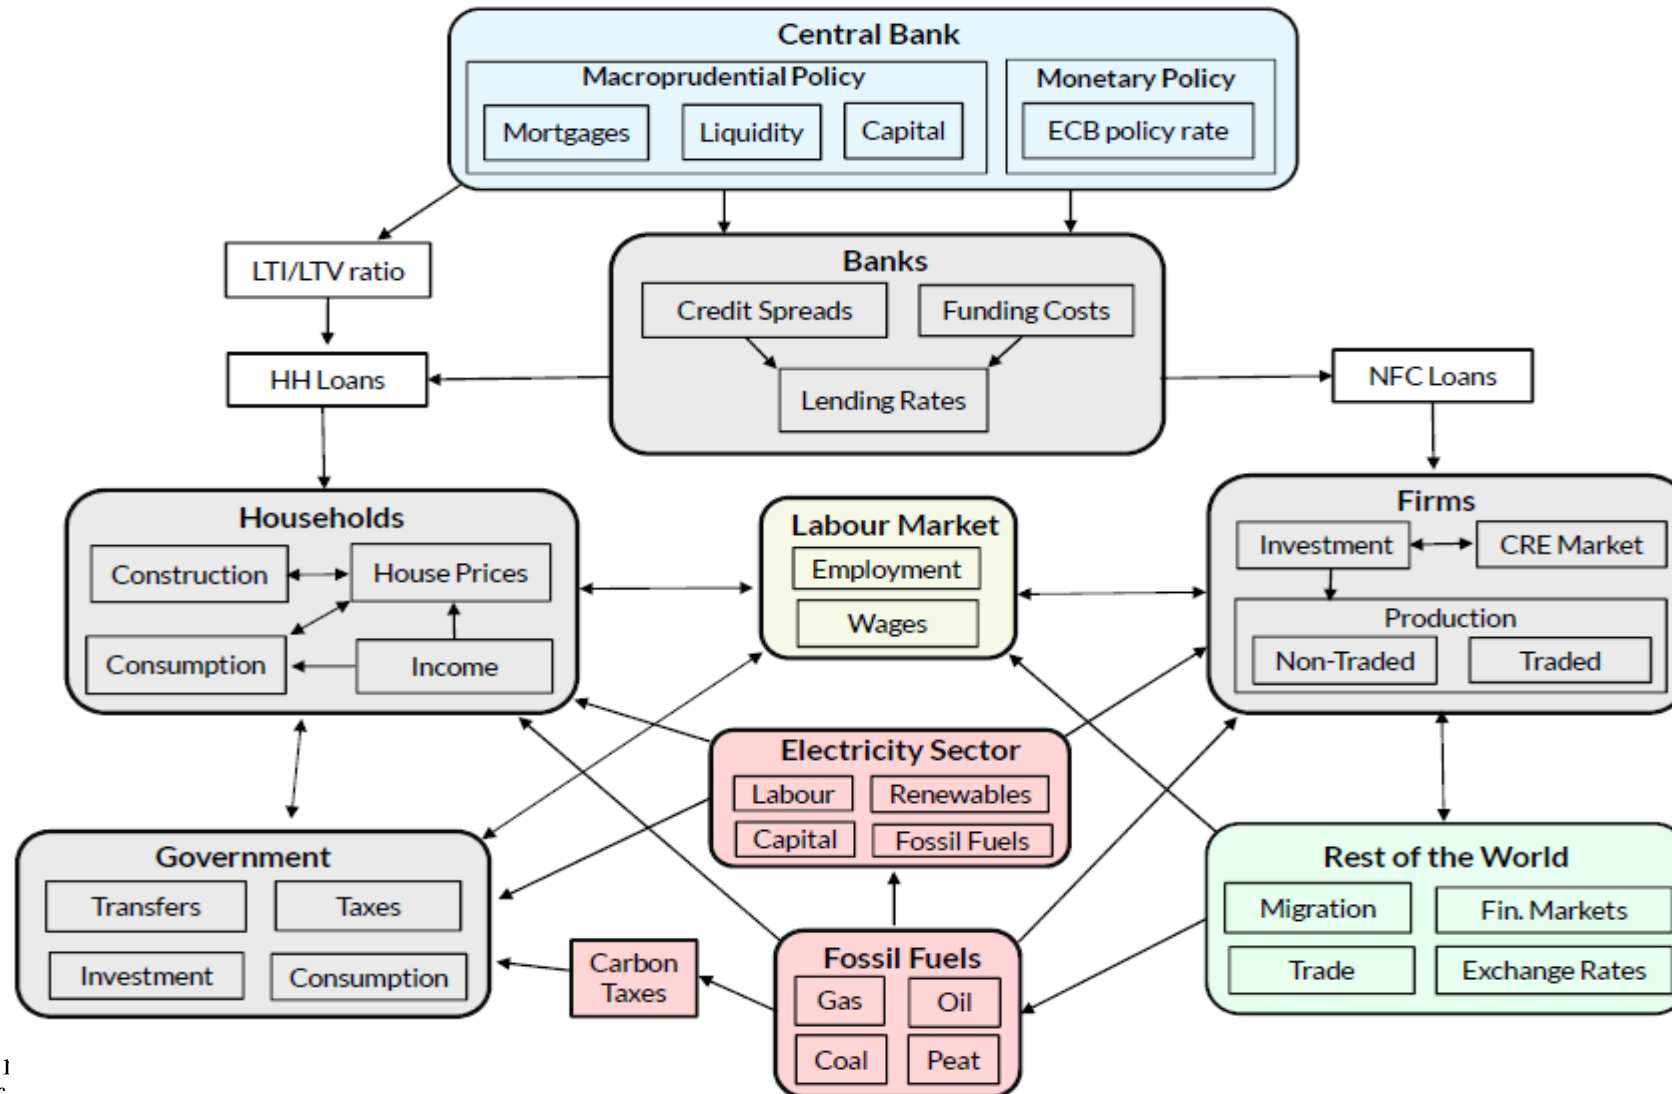 Central Bank
Macroprudential Policy
Monetary Policy
Mortgages
Liquidity
Capital
ECB policy rate
LTI/LTV ratio
Banks
Credit Spreads
Funding Costs
Lending Rates
HH Loans
NFC Loans
Households
Construction
House Prices
Consumption
Income
Labour Market
Employment
Wages
Firms
Investment
CRE Market
Production
Non-Traded
Traded
Electricity Sector
Labour
Renewables
Capital
Fossil Fuels
Government
Transfers
Taxes
Investment
Consumption
Carbon
Taxes
Fossil Fuels
Gas
Oil
Coal
Peat
Rest of the World
Migration
Fin. Markets
Trade
Exchange Rates